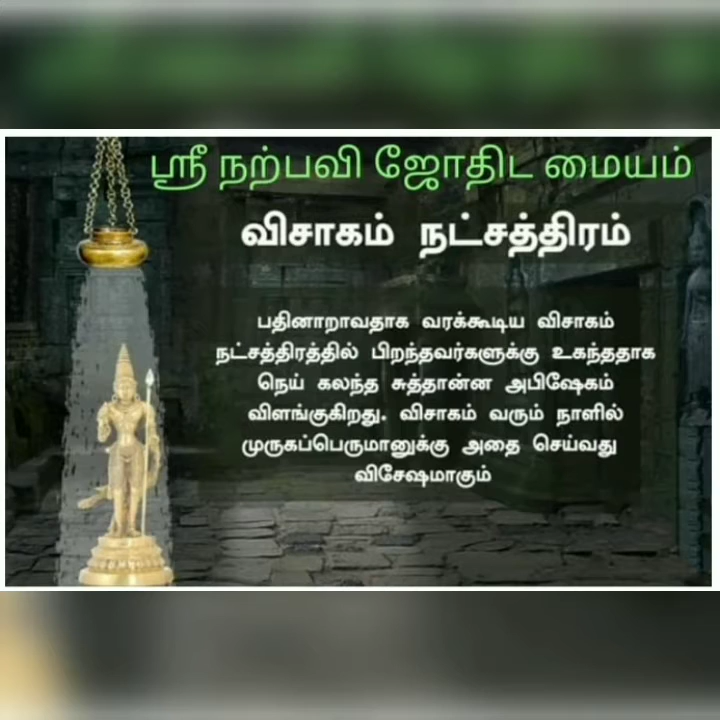 ஸ்ரீ நற்பவி ஜோதிட மையம்
விசாகம் நட்சத்திரம்
பதினாறாவதாக வரக்கூடிய விசாகம்
நட்சத்திரத்தில் பிறந்தவர்களுக்கு உகந்ததாக
நெய் கலந்த சுத்தான்ன அபிஷேகம்
விளங்குகிறது. விசாகம் வரும் நாளில்
முருகப்பெருமானுக்கு அதை செய்வது
விசேஷமாகும்